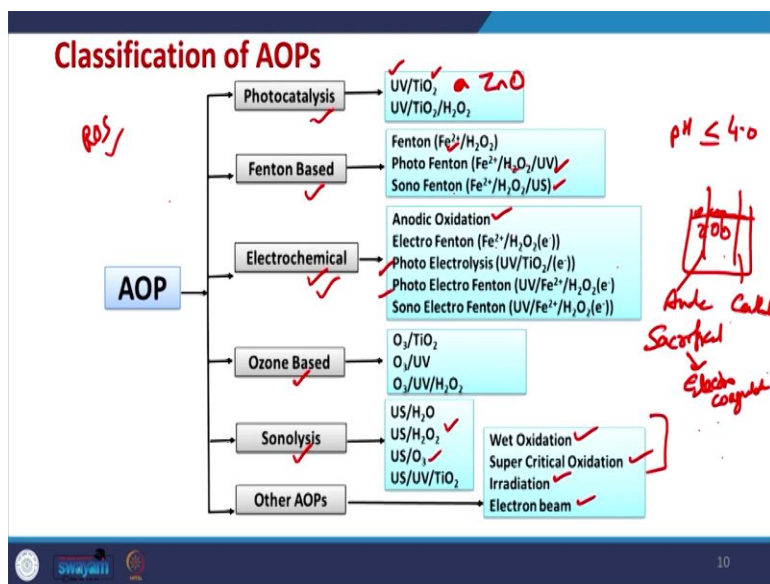 Classification of AOPs
Photocatalysis
UV/TiO₂ a ZnO
UV/TiO₂/H₂O₂
ROS
pH ≤ 4.0
Fenton Based
Fenton (Fe²⁺/H₂O₂)
Photo Fenton (Fe²⁺/H₂O₂/UV)
Sono Fenton (Fe²⁺/H₂O₂/US)
AOP
Electrochemical
Anodic Oxidation
Electro Fenton (Fe²⁺/H₂O₂(e⁻))
Photo Electrolysis (UV/TiO₂/(e⁻))
Photo Electro Fenton (UV/Fe²⁺/H₂O₂(e⁻)
Sono Electro Fenton (UV/Fe²⁺/H₂O₂(e⁻))
Sacrifical
Electro
Ozone Based
O₃/TiO₂
O₃/UV
O₃/UV/H₂O₂
Sonolysis
US/H₂O
US/H₂O₂
US/O₃
US/UV/TiO₂
Other AOPs
Wet Oxidation
Super Critical Oxidation
Irradiation
Electron beam
swayam
10